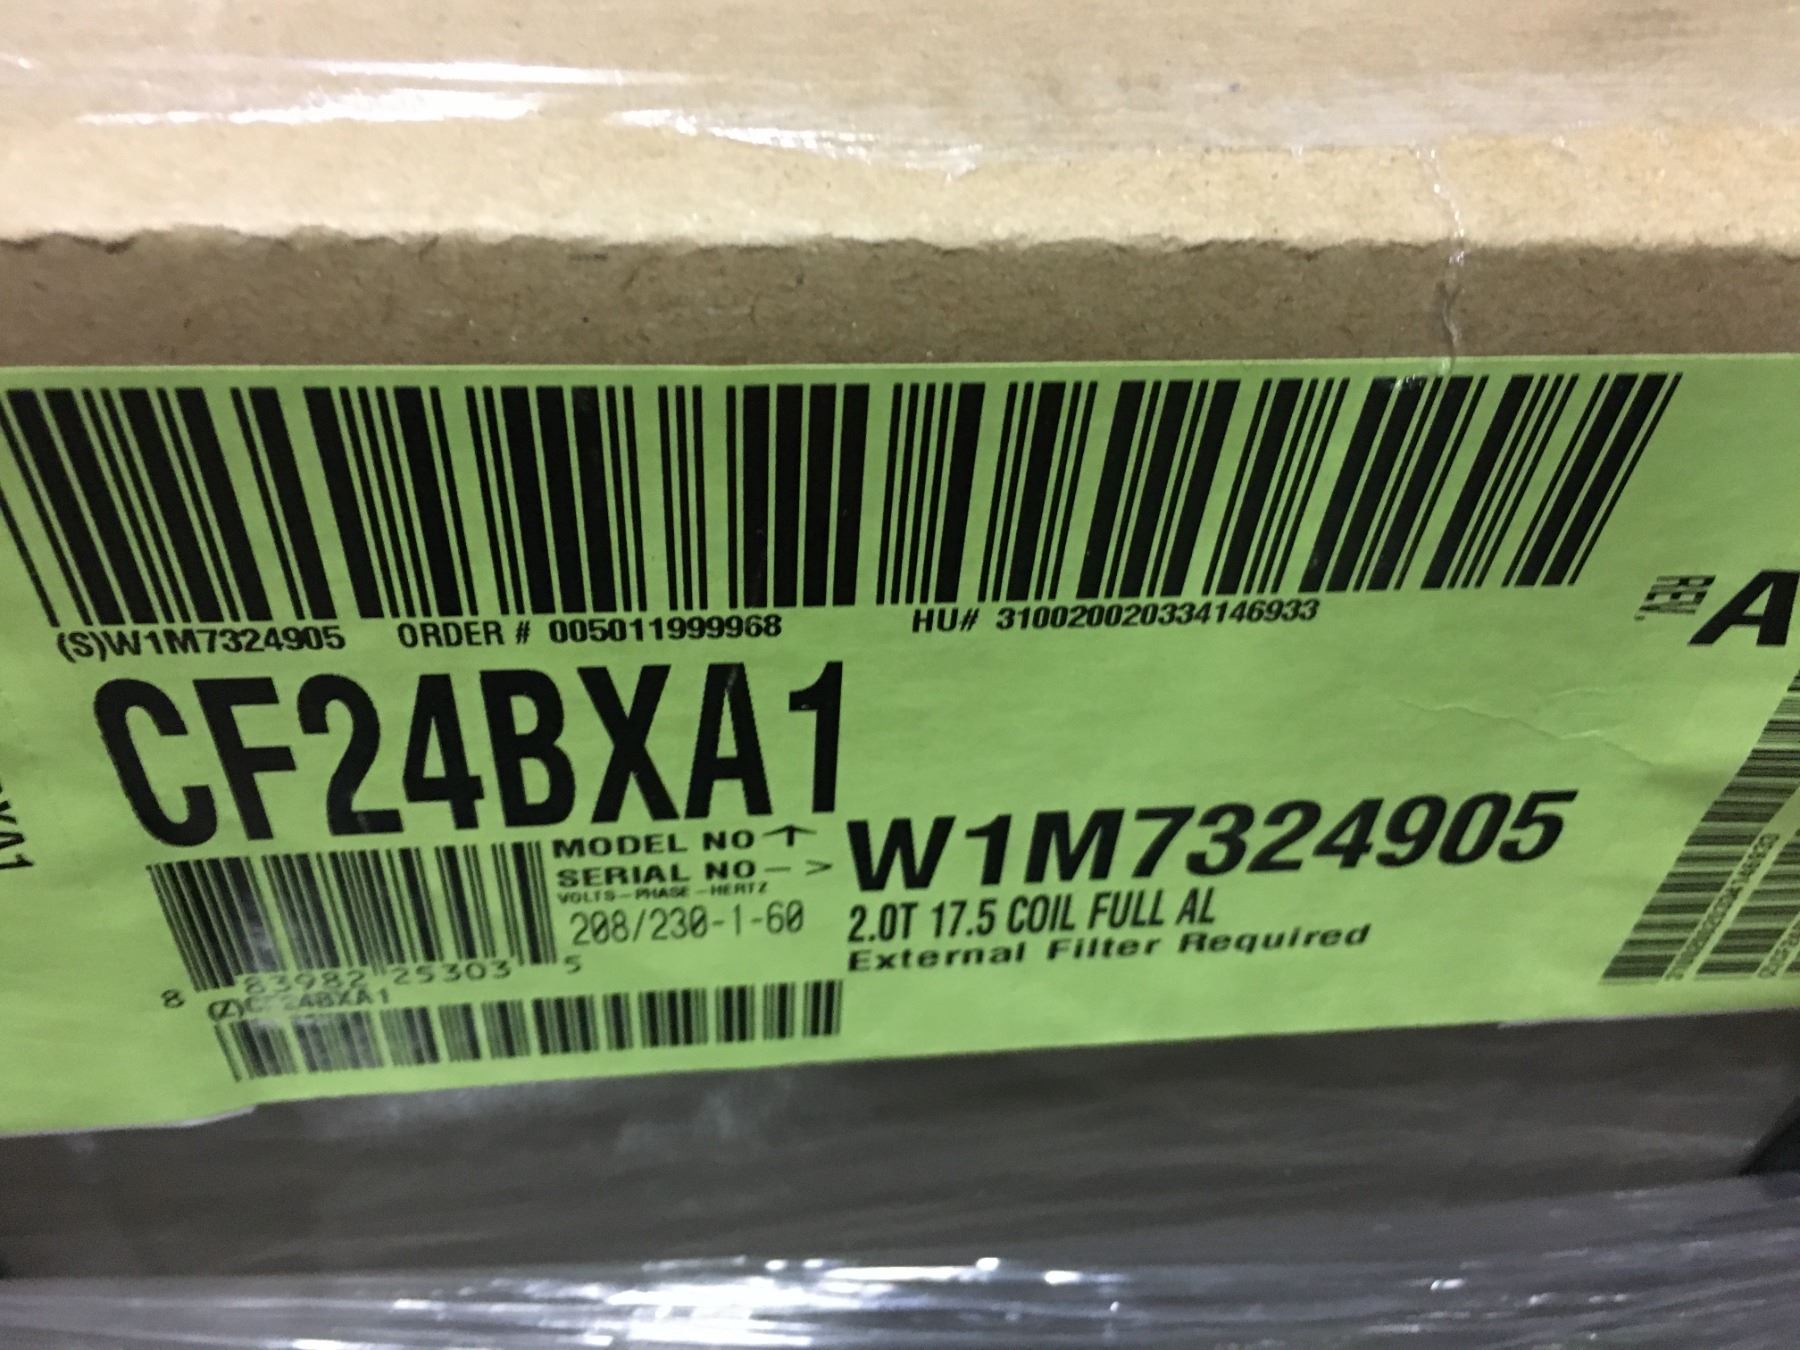 (S)W1M7324905 ORDER # 005011999968 HU# 310020020334146933
REV. A
CF24BXA1
MODEL NO ↑
SERIAL NO --> W1M7324905
VOLTS-PHASE-HERTZ
208/230-1-60
2.0T 17.5 COIL FULL AL
External Filter Required
8 83982 25303 5
(Z)CF24BXA1